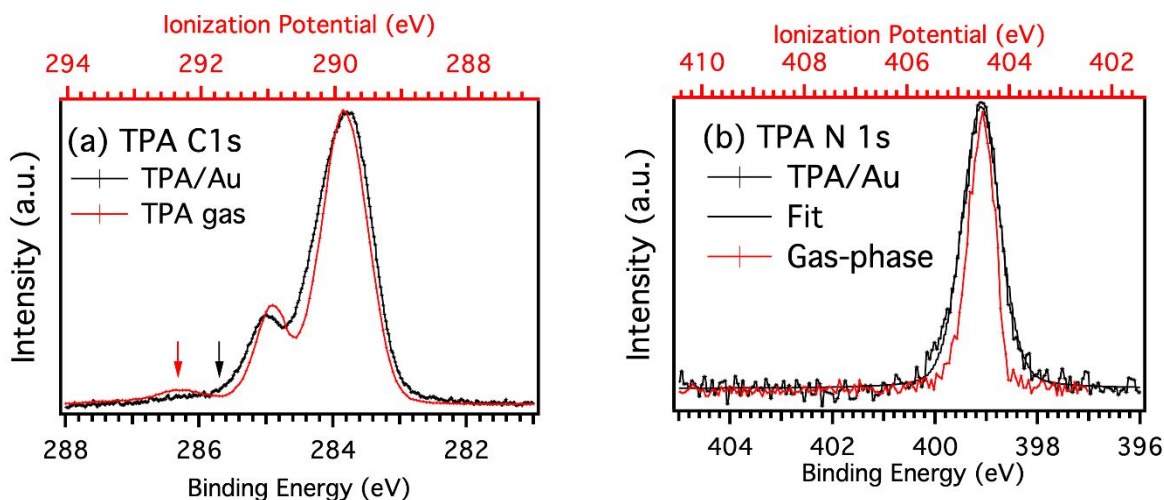 Ionization Potential (eV)
294 292 290 288
(a) TPA C1s
TPA/Au
TPA gas
Intensity (a.u.)
288 286 284 282
Binding Energy (eV)
Ionization Potential (eV)
410 408 406 404 402
(b) TPA N 1s
TPA/Au
Fit
Gas-phase
Intensity (a.u.)
404 402 400 398 396
Binding Energy (eV)